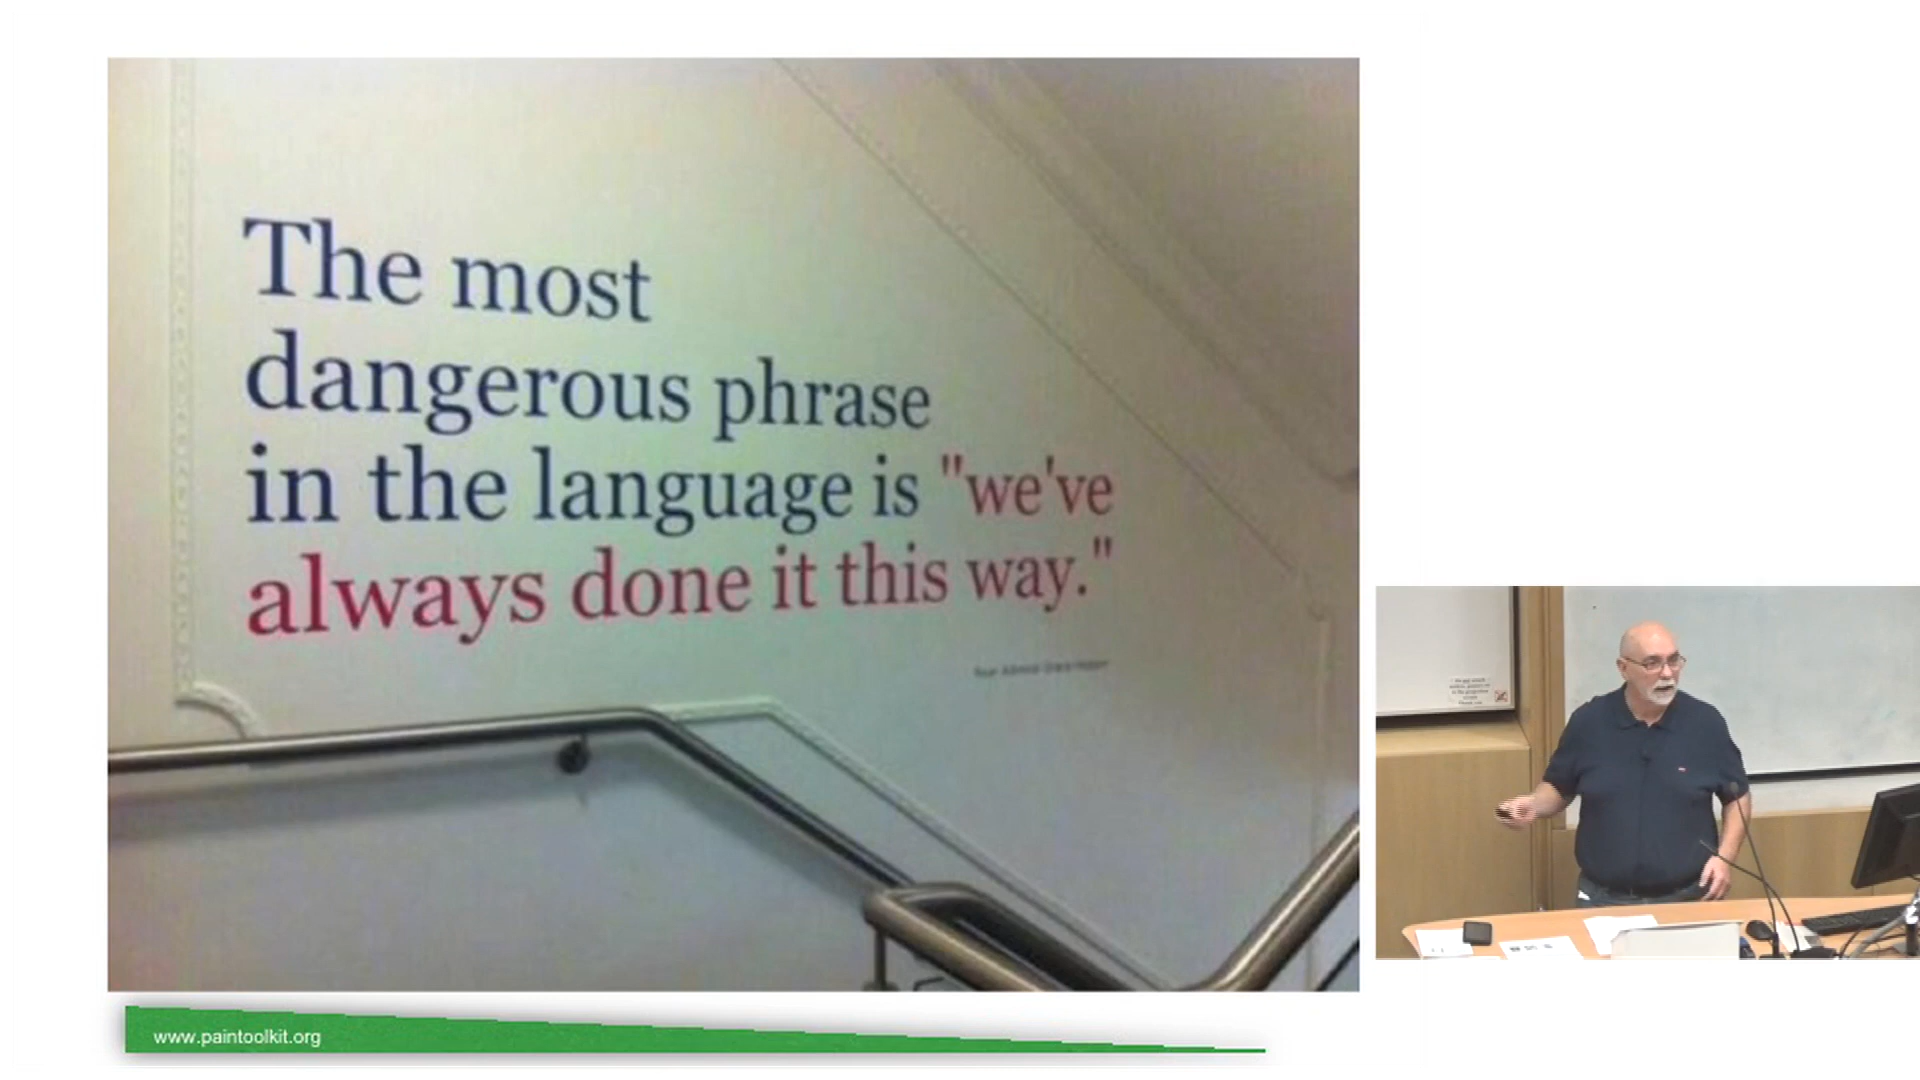 The most
dangerous phrase
in the language is "we've
always done it this way."
www.paintoolkit.org